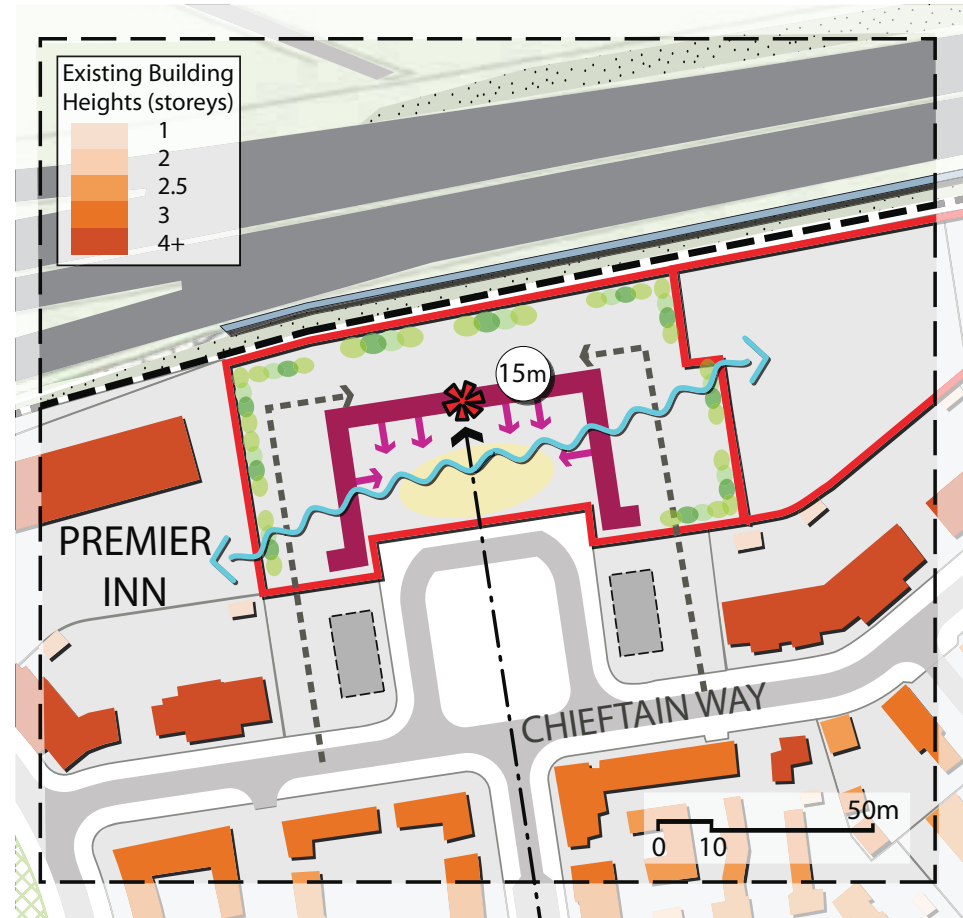 Existing Building
Heights (storeys)
1
2
2.5
3
4+
15m
PREMIER
INN
CHIEFTAIN WAY
50m
0
10